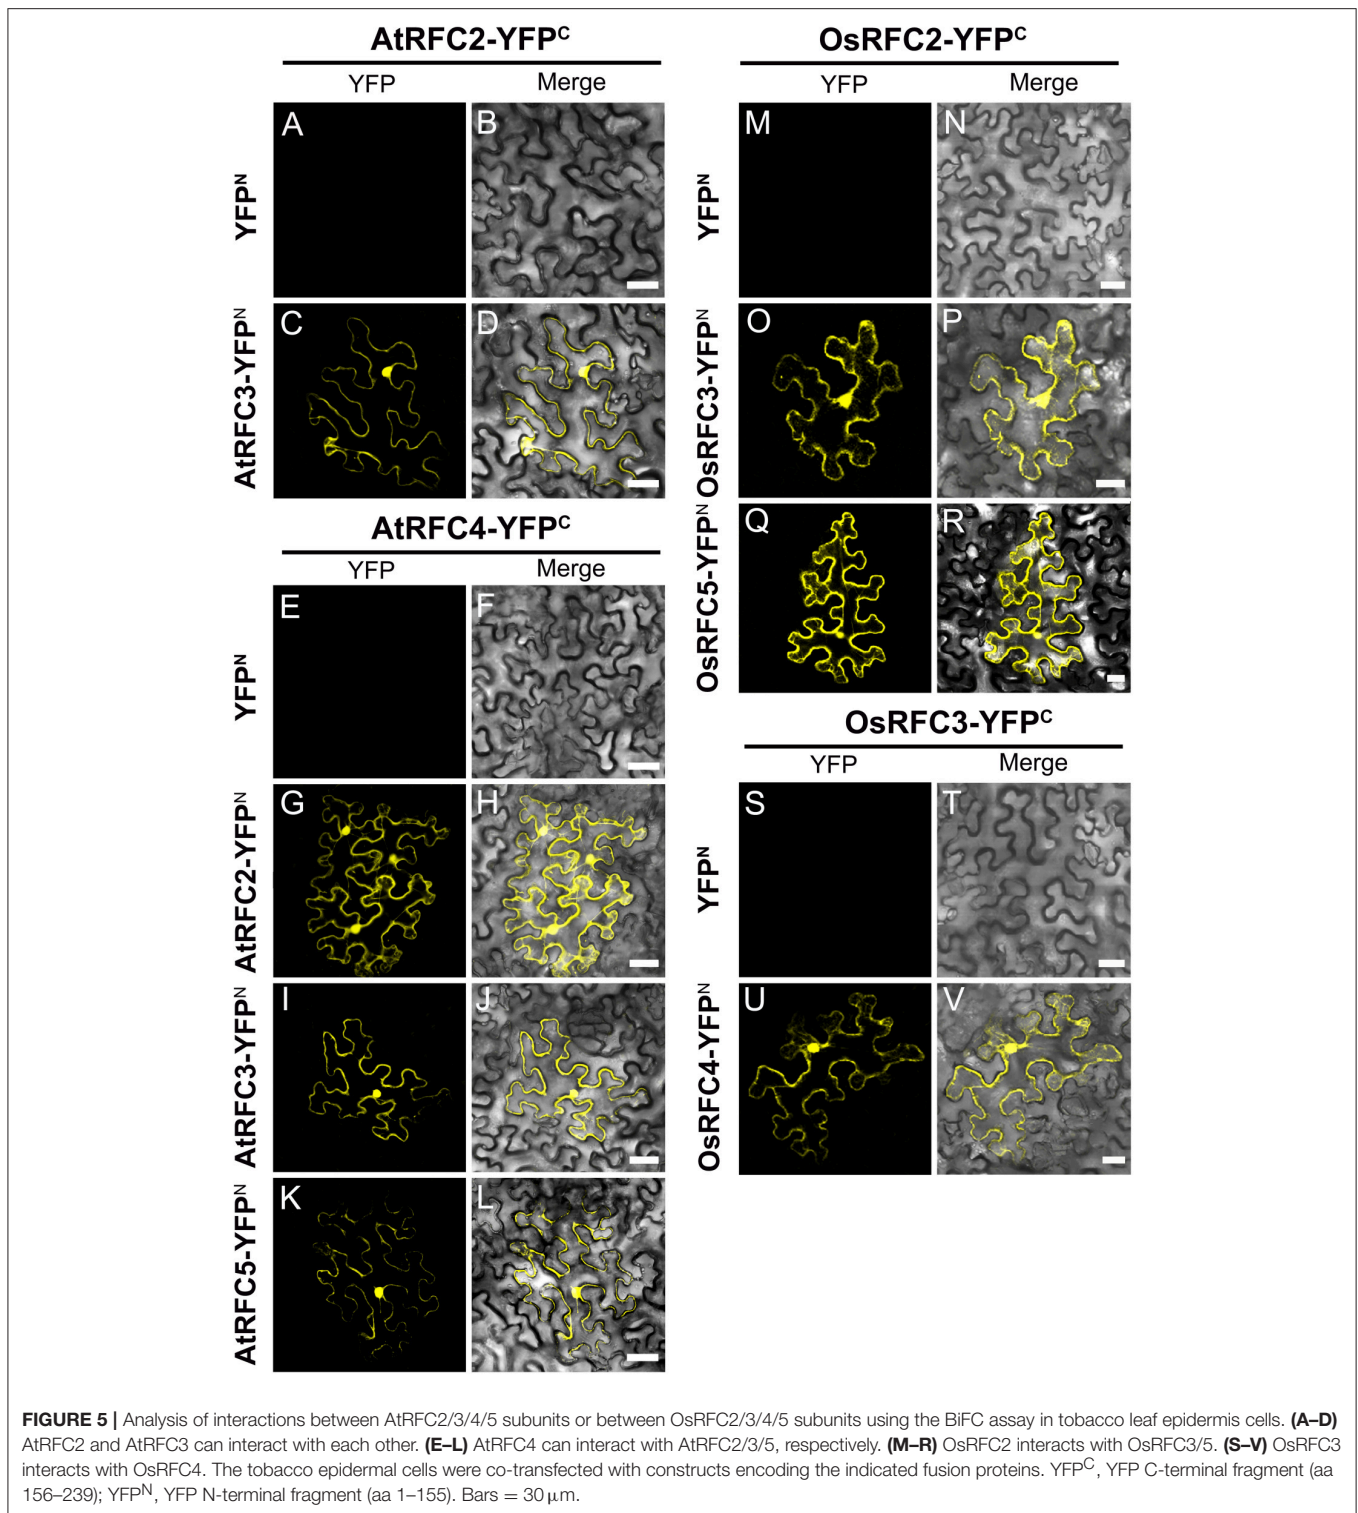 AtRFC2-YFPC
YFP Merge
YFPN
A B
AtRFC3-YFPN
C D
AtRFC4-YFPC
YFP Merge
YFPN
E F
AtRFC2-YFPN
G H
AtRFC3-YFPN
I J
AtRFC5-YFPN
K L
OsRFC2-YFPC
YFP Merge
YFPN
M N
OsRFC3-YFPN
O P
OsRFC5-YFPN
Q R
OsRFC3-YFPC
YFP Merge
YFPN
S T
OsRFC4-YFPN
U V
FIGURE 5 | Analysis of interactions between AtRFC2/3/4/5 subunits or between OsRFC2/3/4/5 subunits using the BiFC assay in tobacco leaf epidermis cells. (A–D)
AtRFC2 and AtRFC3 can interact with each other. (E–L) AtRFC4 can interact with AtRFC2/3/5, respectively. (M–R) OsRFC2 interacts with OsRFC3/5. (S–V) OsRFC3
interacts with OsRFC4. The tobacco epidermal cells were co-transfected with constructs encoding the indicated fusion proteins. YFPC, YFP C-terminal fragment (aa
156–239); YFPN, YFP N-terminal fragment (aa 1–155). Bars = 30 μm.